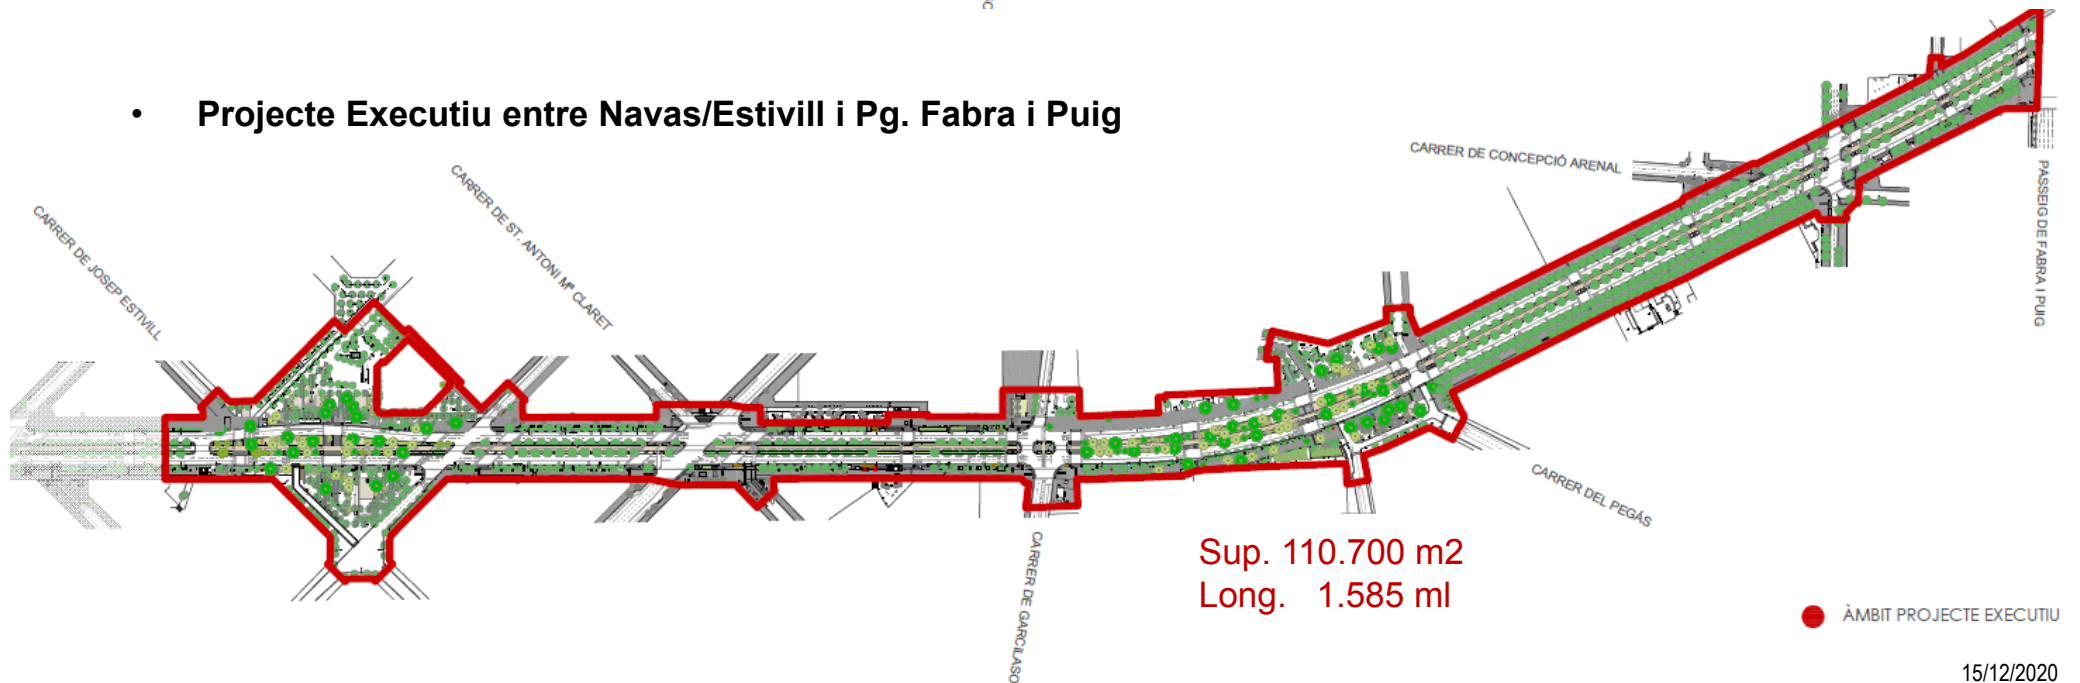 • Projecte Executiu entre Navas/Estivill i Pg. Fabra i Puig
CARRER DE JOSEP ESTIVILL
CARRER DE ST. ANTONI Mª CLARET
CARRER DE CONCEPCIÓ ARENAL
PASSEIG DE FABRA I PUIG
CARRER DE GARCILASO
CARRER DEL PEGÁS
Sup. 110.700 m2
Long. 1.585 ml
ÀMBIT PROJECTE EXECUTIU
15/12/2020